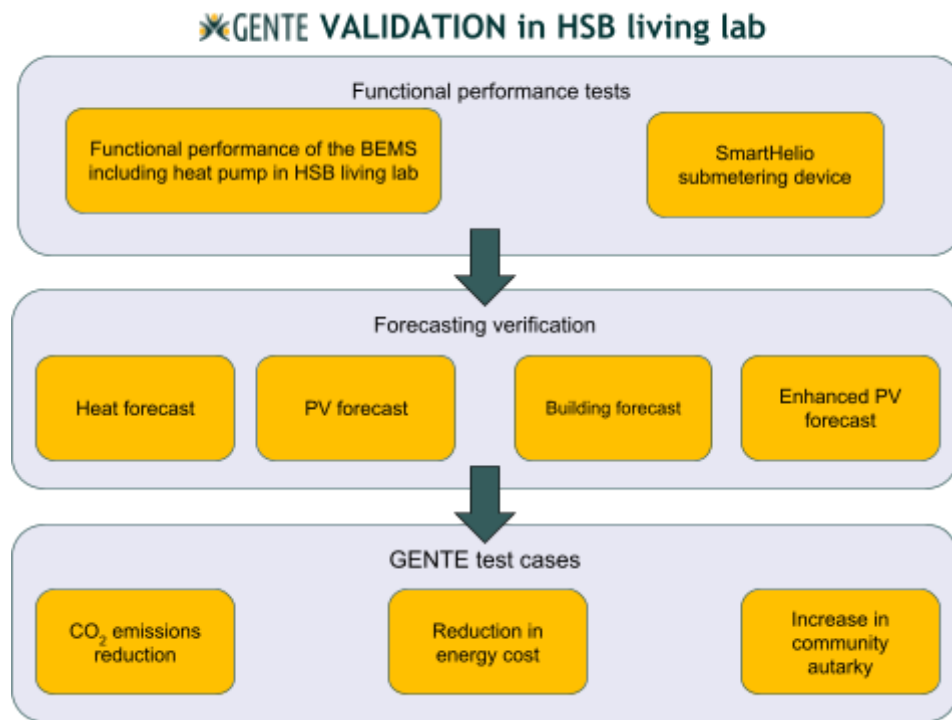 GENTE VALIDATION in HSB living lab
Functional performance tests
Functional performance of the BEMS
including heat pump in HSB living lab
SmartHelio
submetering device
Forecasting verification
Heat forecast
PV forecast
Building forecast
Enhanced PV
forecast
GENTE test cases
CO₂ emissions
reduction
Reduction in
energy cost
Increase in
community
autarky